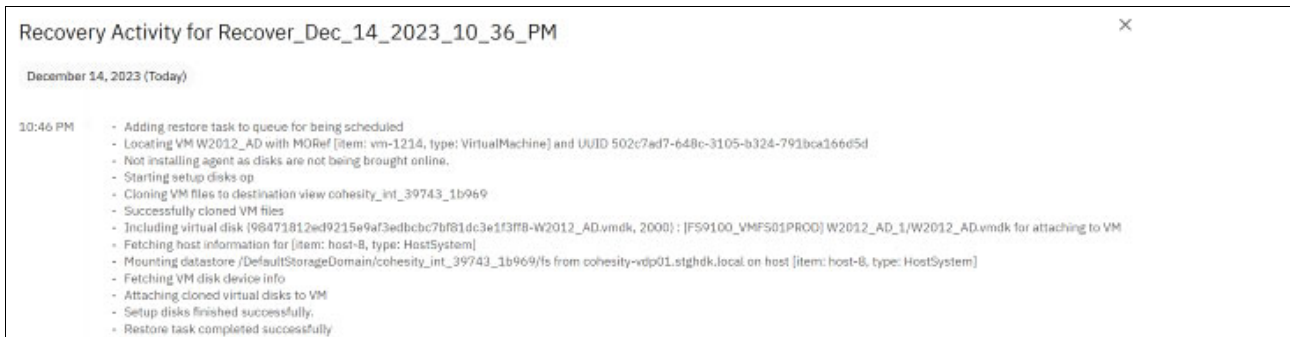 Recovery Activity for Recover_Dec_14_2023_10_36_PM
December 14, 2023 (Today)
10:46 PM
- Adding restore task to queue for being scheduled
- Locating VM W2012_AD with MORef [item: vm-1214, type: VirtualMachine] and UUID 502c7ad7-648c-3105-b324-791bca166d5d
- Not installing agent as disks are not being brought online.
- Starting setup disks op
- Cloning VM files to destination view cohesity_int_39743_1b969
- Successfully cloned VM files
- Including virtual disk {98471812ed9215e9af3edbcbc7bf81dc3e1f3ff8-W2012_AD.vmdk, 2000} : [FS9100_VMFS01PROD] W2012_AD_1/W2012_AD.vmdk for attaching to VM
- Fetching host information for [item: host-8, type: HostSystem]
- Mounting datastore /DefaultStorageDomain/cohesity_int_39743_1b969/fs from cohesity-vdp01.stghdk.local on host [item: host-8, type: HostSystem]
- Fetching VM disk device info
- Attaching cloned virtual disks to VM
- Setup disks finished successfully.
- Restore task completed successfully